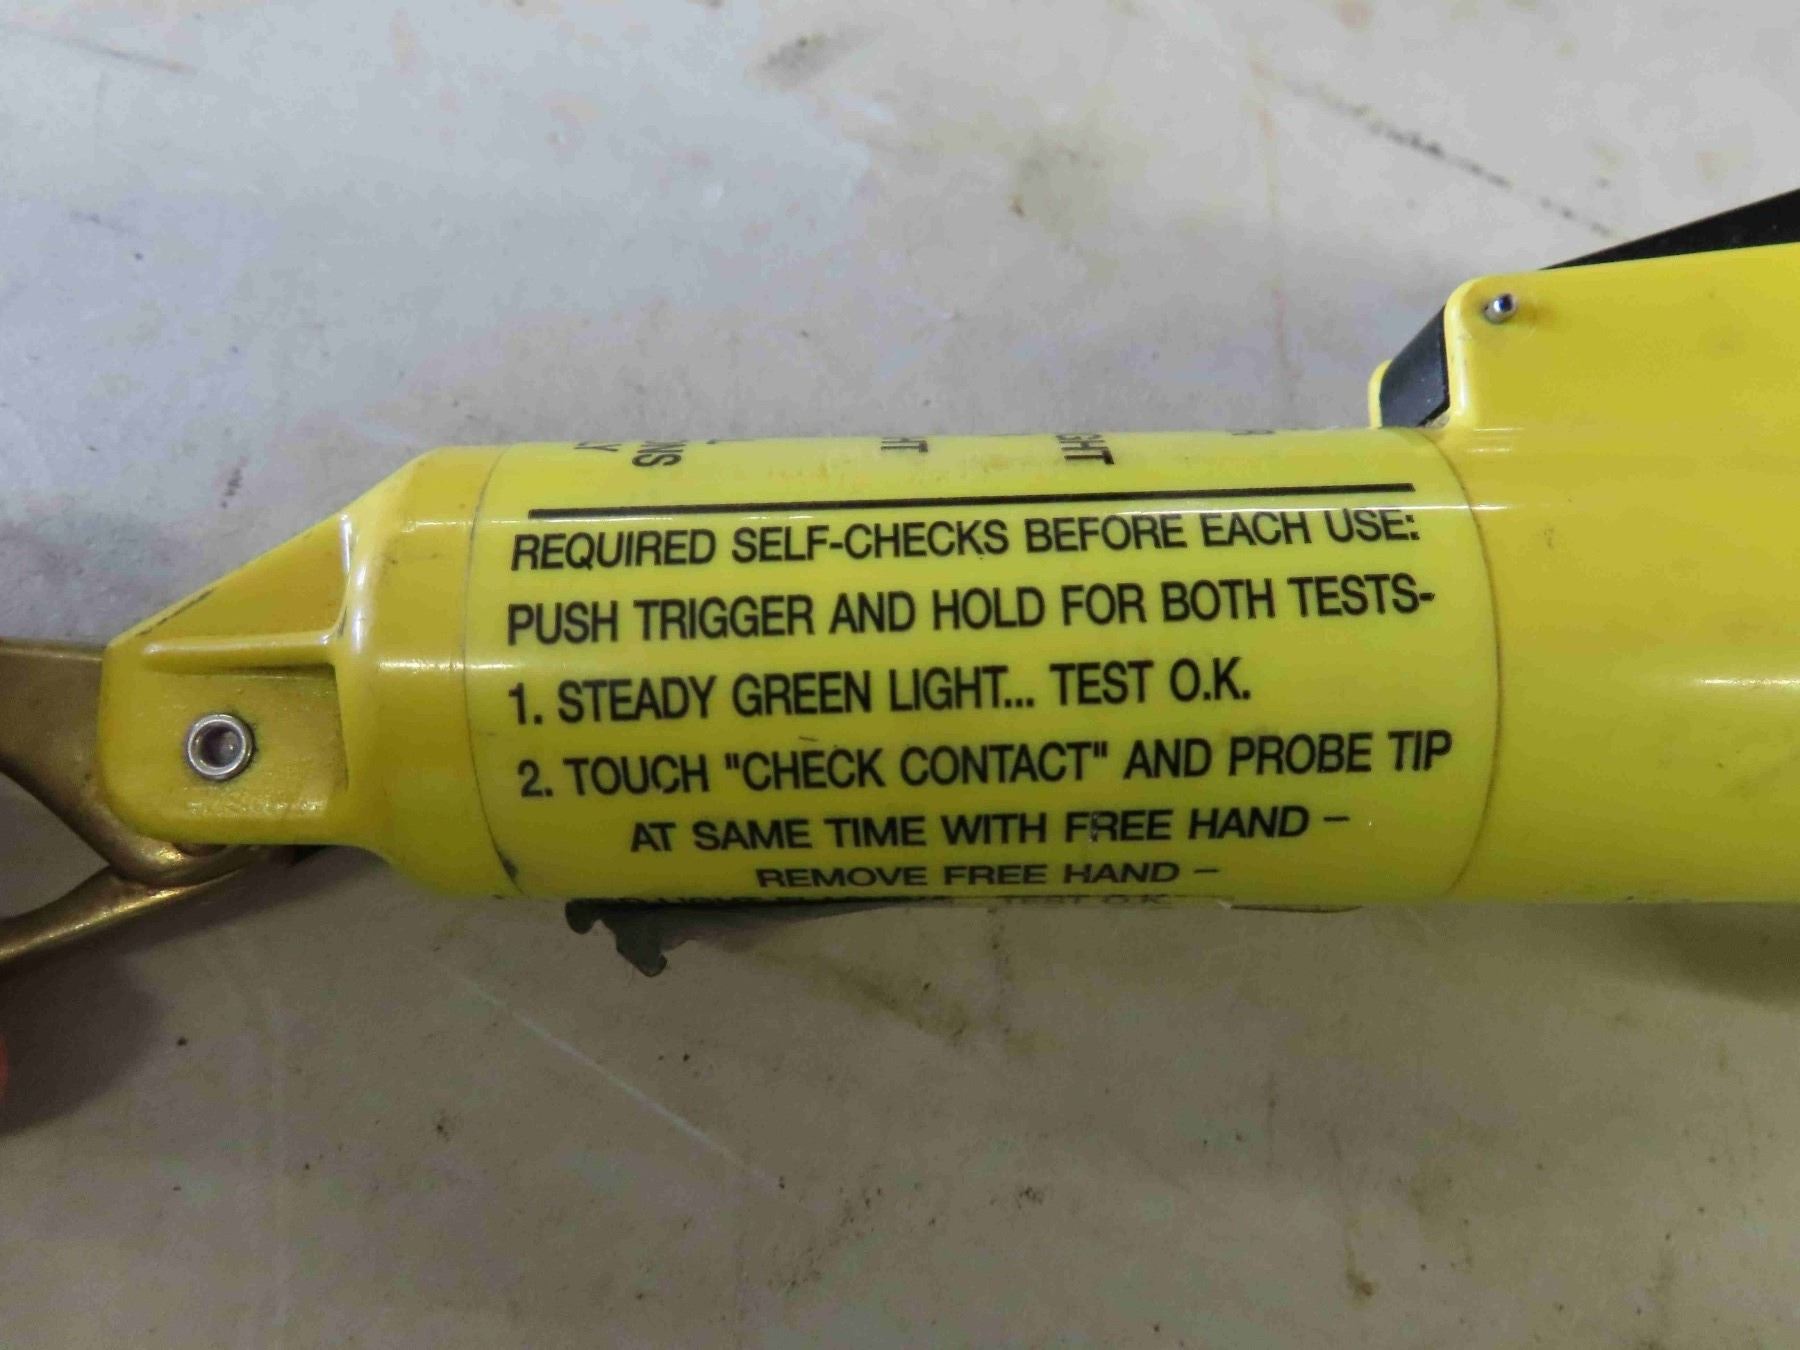 REQUIRED SELF-CHECKS BEFORE EACH USE:
PUSH TRIGGER AND HOLD FOR BOTH TESTS-
1. STEADY GREEN LIGHT... TEST O.K.
2. TOUCH "CHECK CONTACT" AND PROBE TIP
AT SAME TIME WITH FREE HAND –
REMOVE FREE HAND –
TEST O.K.